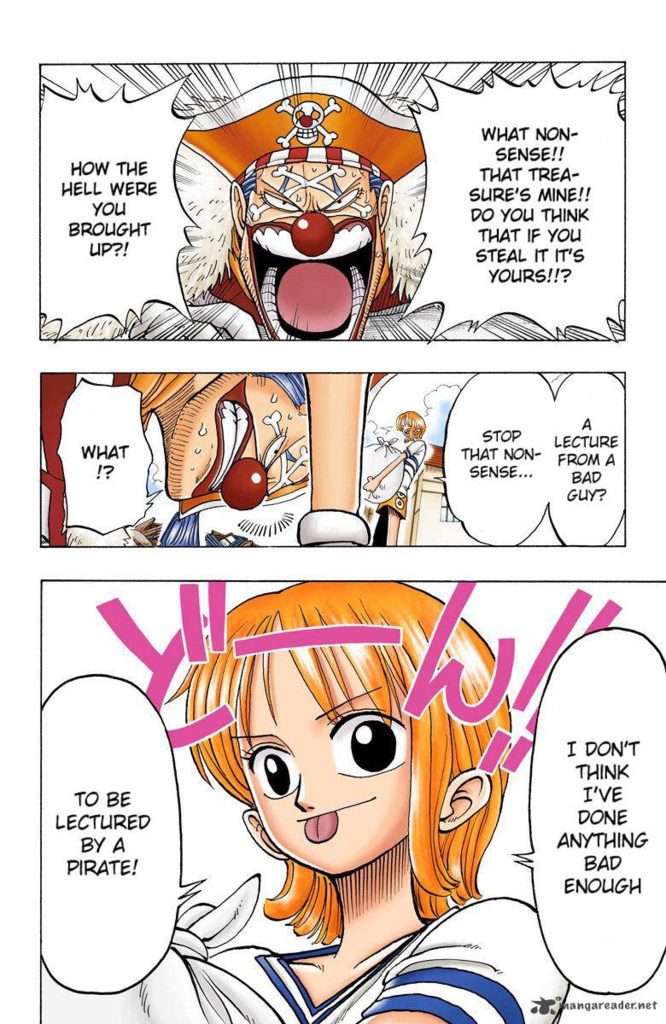 WHAT NON-
SENSE!!
THAT TREA-
SURE'S MINE!!
DO YOU THINK
THAT IF YOU
STEAL IT IT'S
YOURS!!?
HOW THE
HELL WERE
YOU
BROUGHT
UP?!
A
LECTURE
FROM A
BAD
GUY?
STOP
THAT NON-
SENSE...
WHAT
!?
どーん!!
I DON'T
THINK
I'VE
DONE
ANYTHING
BAD
ENOUGH
TO BE
LECTURED
BY A
PIRATE!
mangareader.net